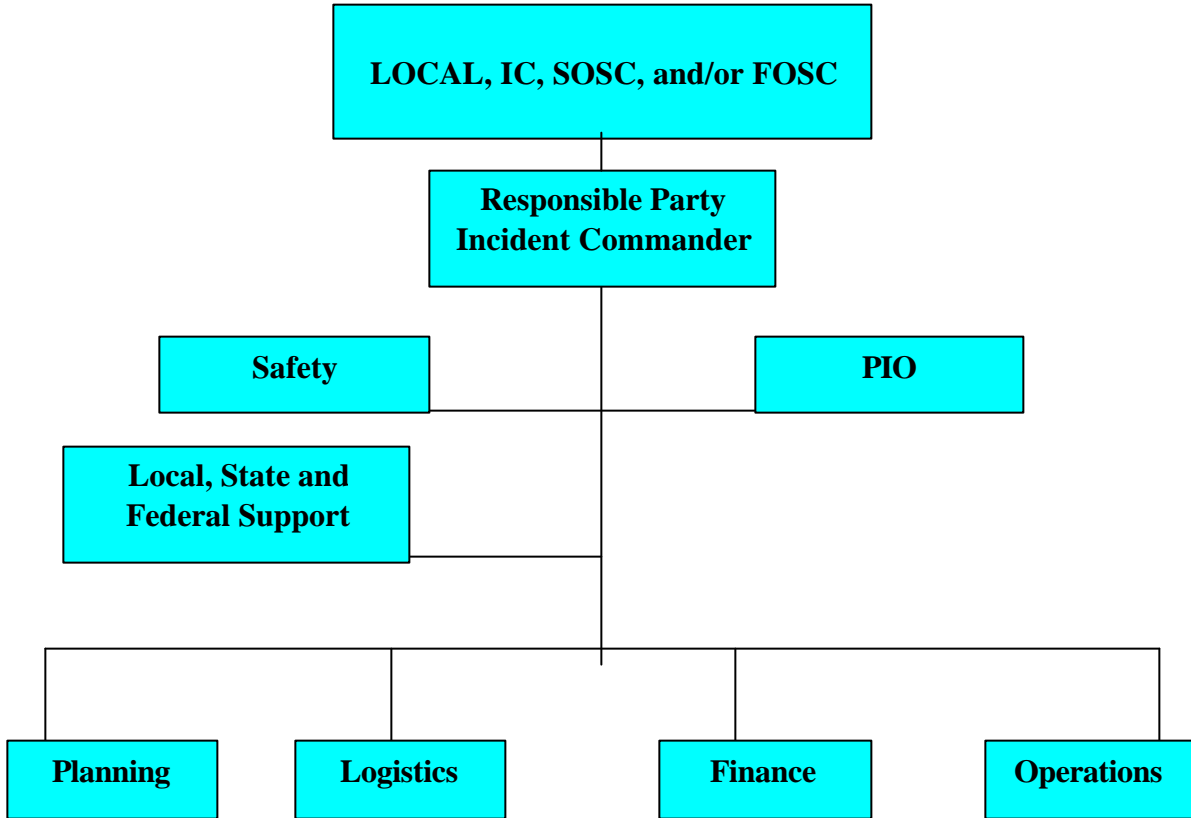 LOCAL, IC, SOSC, and/or FOSC
Responsible Party
Incident Commander
Safety
PIO
Local, State and
Federal Support
Planning
Logistics
Finance
Operations